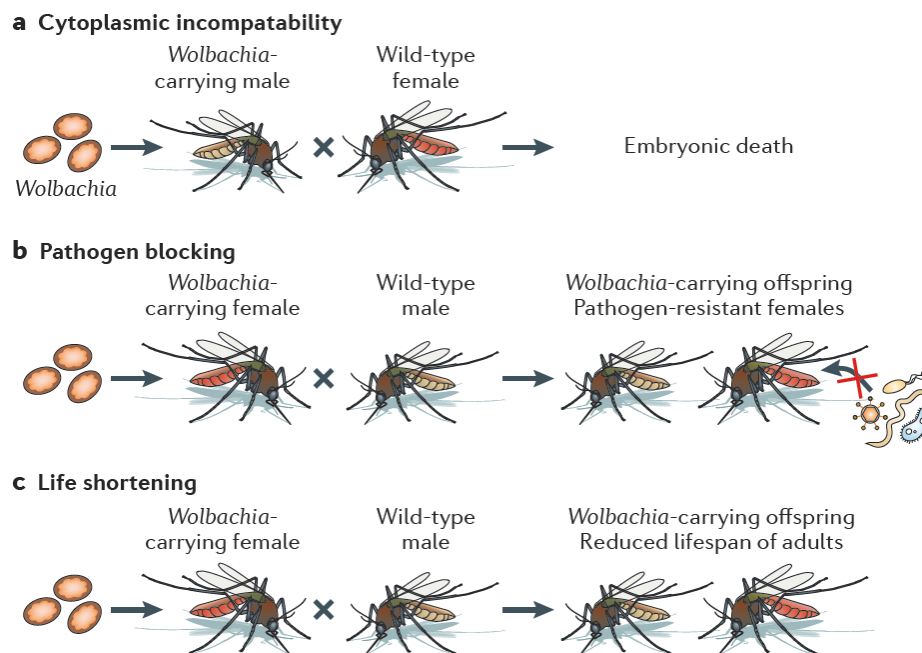 a Cytoplasmic incompatability
Wolbachia-
carrying male
Wild-type
female
Embryonic death
Wolbachia
b Pathogen blocking
Wolbachia-
carrying female
Wild-type
male
Wolbachia-carrying offspring
Pathogen-resistant females
c Life shortening
Wolbachia-
carrying female
Wild-type
male
Wolbachia-carrying offspring
Reduced lifespan of adults